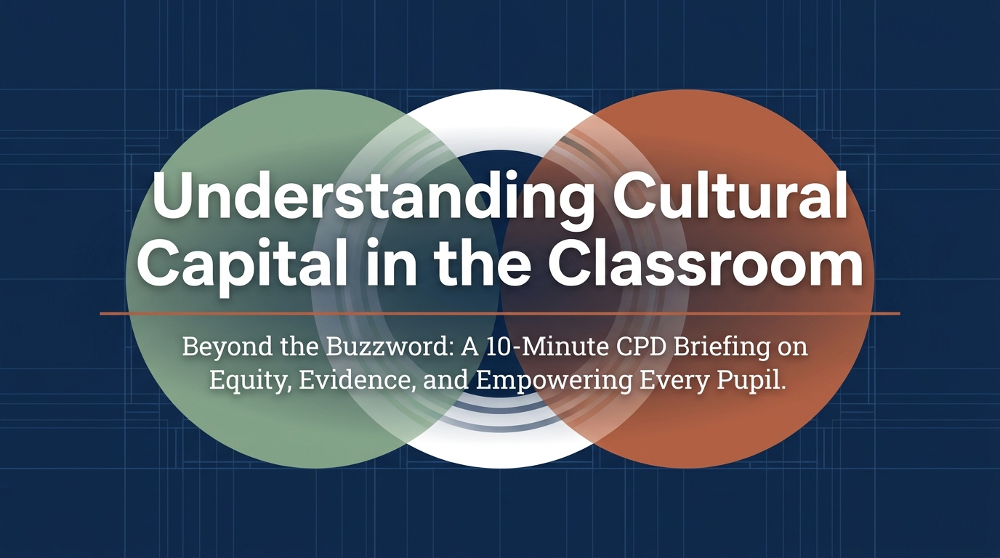 Understanding Cultural
Capital in the Classroom
Beyond the Buzzword: A 10-Minute CPD Briefing on
Equity, Evidence, and Empowering Every Pupil.